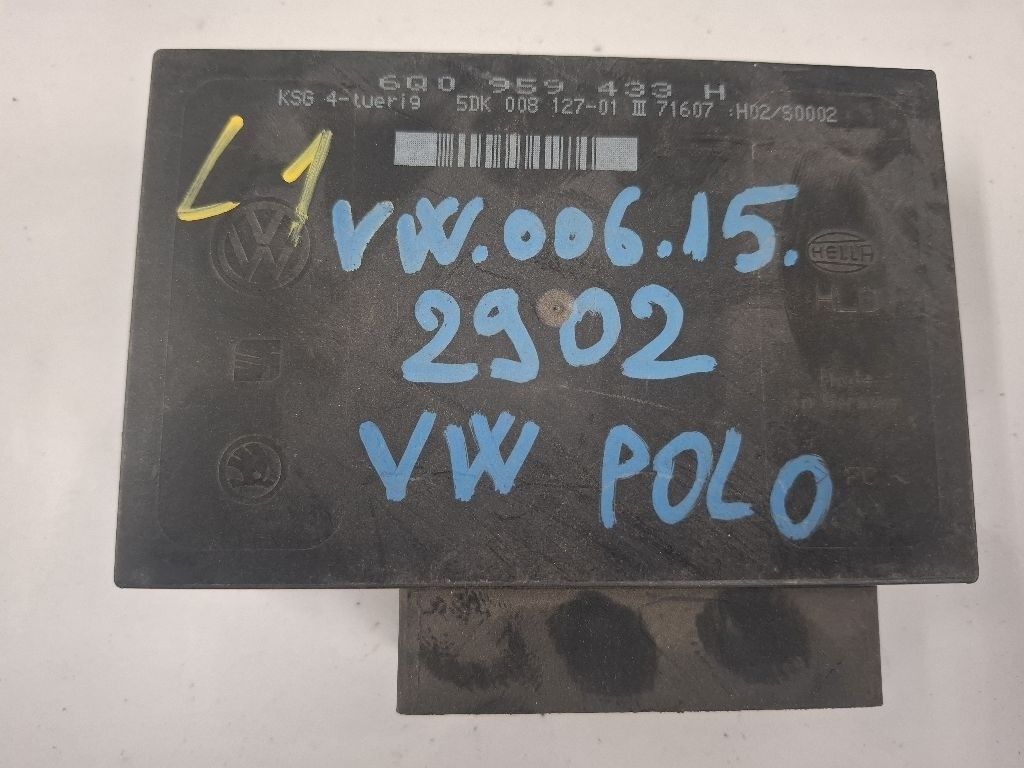 6Q0 959 433 H
KSG 4-tuerig 5DK 008 127-01 III 71607 :H02/S0002
L1
VW.006.15.
HELLA
2902
VW POLO